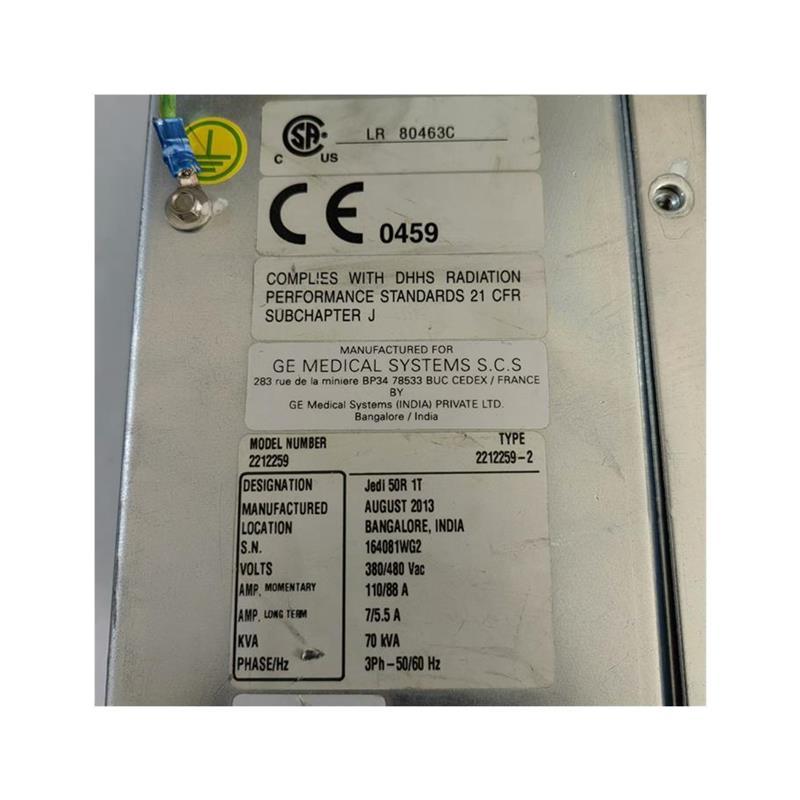 CSA
C US
LR 80463C
CE 0459
COMPLIES WITH DHHS RADIATION
PERFORMANCE STANDARDS 21 CFR
SUBCHAPTER J
MANUFACTURED FOR
GE MEDICAL SYSTEMS S.C.S
283 rue de la miniere BP34 78533 BUC CEDEX / FRANCE
BY
GE Medical Systems (INDIA) PRIVATE LTD.
Bangalore / India
MODEL NUMBER TYPE
2212259 2212259-2
DESIGNATION Jedi 50R 1T
MANUFACTURED AUGUST 2013
LOCATION BANGALORE, INDIA
S.N. 164081WG2
VOLTS 380/480 Vac
AMP. MOMENTARY 110/88 A
AMP. LONG TERM 7/5.5 A
KVA 70 kVA
PHASE/Hz 3Ph-50/60 Hz